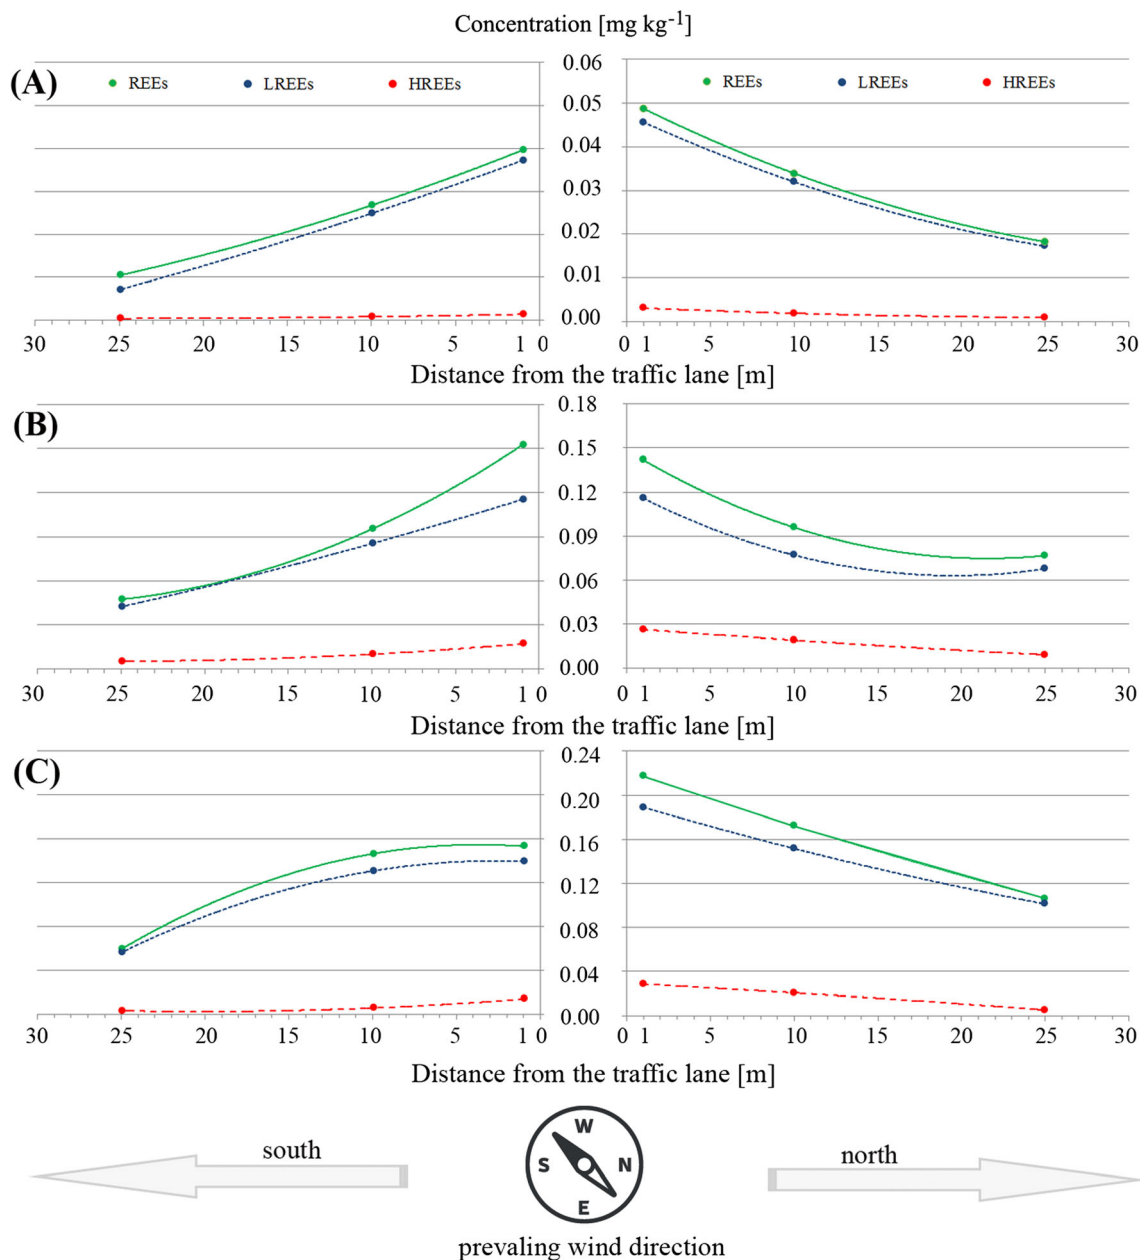 Concentration [mg kg-1]
(A)
REEs LREEs HREEs
REEs LREEs HREEs
0.06
0.05
0.04
0.03
0.02
0.01
0.00
30 25 20 15 10 5 1 0
0 1 5 10 15 20 25 30
Distance from the traffic lane [m]
(B)
0.18
0.15
0.12
0.09
0.06
0.03
0.00
30 25 20 15 10 5 1 0
0 1 5 10 15 20 25 30
Distance from the traffic lane [m]
(C)
0.24
0.20
0.16
0.12
0.08
0.04
0.00
30 25 20 15 10 5 1 0
0 1 5 10 15 20 25 30
Distance from the traffic lane [m]
south
W
S N
E
north
prevaling wind direction